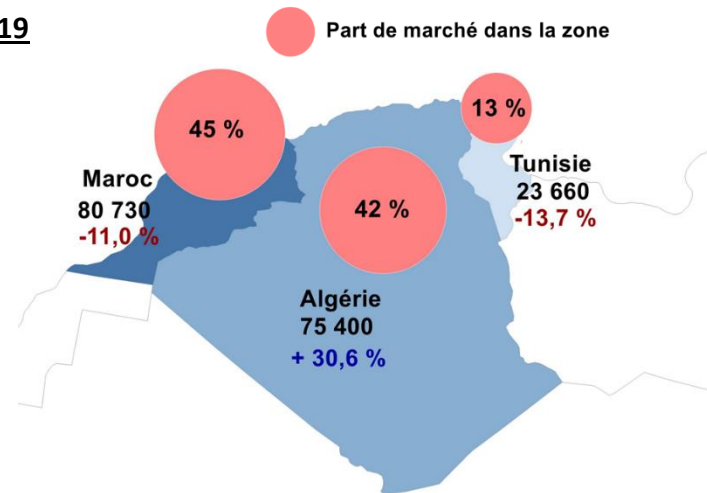 19
Part de marché dans la zone
45 %
Maroc
80 730
-11,0 %
42 %
Algérie
75 400
+ 30,6 %
13 %
Tunisie
23 660
-13,7 %